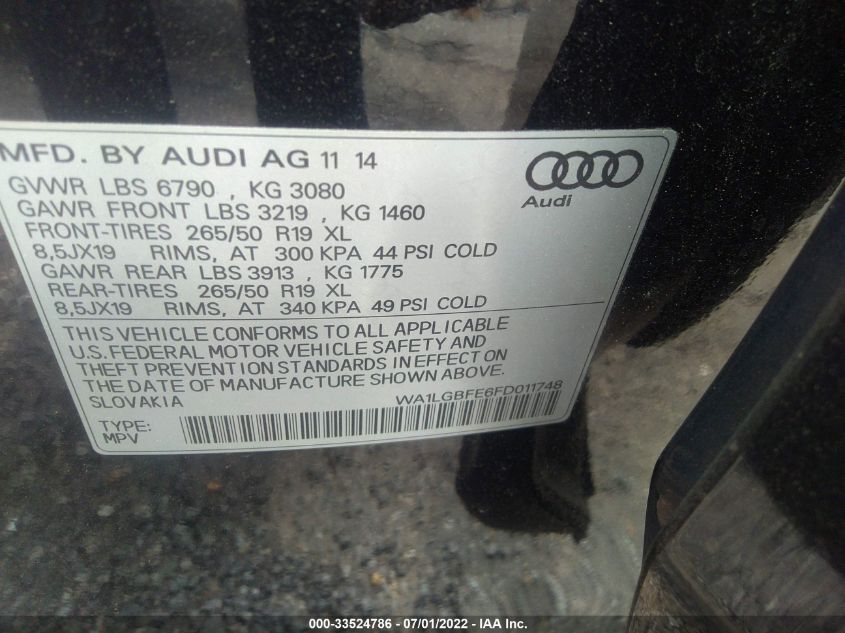 MFD. BY AUDI AG 11 14
GVWR LBS 6790 , KG 3080
GAWR FRONT LBS 3219 , KG 1460
FRONT-TIRES 265/50 R19 XL
8,5JX19 RIMS, AT 300 KPA 44 PSI COLD
GAWR REAR LBS 3913 , KG 1775
REAR-TIRES 265/50 R19 XL
8,5JX19 RIMS, AT 340 KPA 49 PSI COLD
Audi
THIS VEHICLE CONFORMS TO ALL APPLICABLE
U.S. FEDERAL MOTOR VEHICLE SAFETY AND
THEFT PREVENTION STANDARDS IN EFFECT ON
THE DATE OF MANUFACTURE SHOWN ABOVE.
SLOVAKIA WA1LGBFE6FD011748
TYPE:
MPV
000-33524786 - 07/01/2022 - IAA Inc.